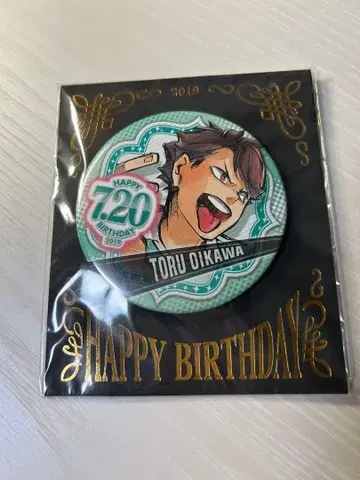 2019
HAPPY
7.20
BIRTHDAY
2019
TORU OIKAWA
HAPPY BIRTHDAY